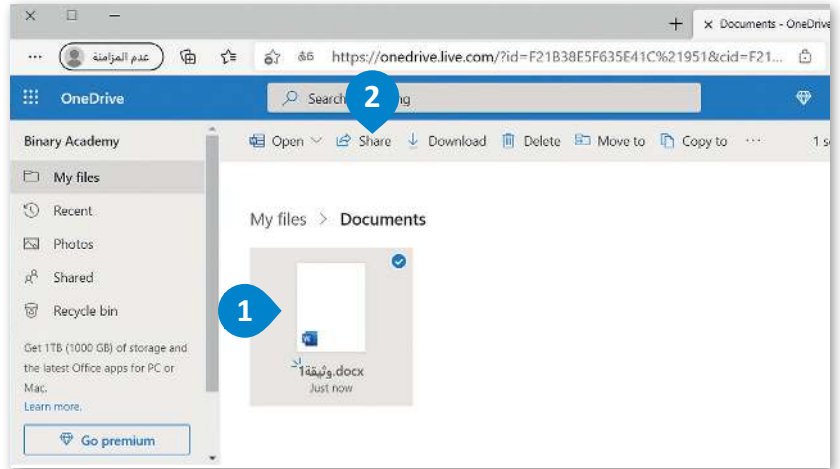 Documents - OneDrive
عدم المزامنة
https://onedrive.live.com/?id=F21B38E5F635E41C%21951&cid=F21...
OneDrive
Sear
g
2
Binary Academy
Open Share Download Delete Move to Copy to ... 1 s
My files
Recent
Photos
Shared
Recycle bin
Get 1TB (1000 GB) of storage and
the latest Office apps for PC or
Mac.
Learn more.
Go premium
My files > Documents
1
وثيقة1.docx
Just now